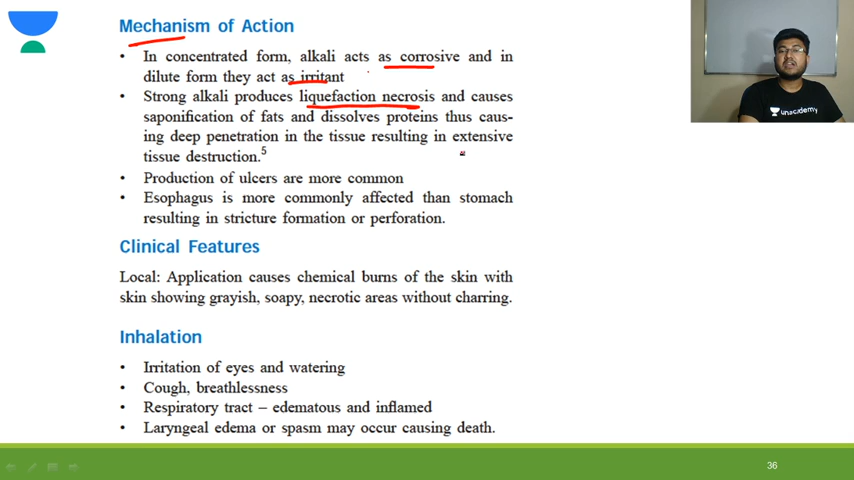 Mechanism of Action
• In concentrated form, alkali acts as corrosive and in
dilute form they act as irritant
• Strong alkali produces liquefaction necrosis and causes
saponification of fats and dissolves proteins thus caus-
ing deep penetration in the tissue resulting in extensive
tissue destruction.5
• Production of ulcers are more common
• Esophagus is more commonly affected than stomach
resulting in stricture formation or perforation.
Clinical Features
Local: Application causes chemical burns of the skin with
skin showing grayish, soapy, necrotic areas without charring.
Inhalation
• Irritation of eyes and watering
• Cough, breathlessness
• Respiratory tract – edematous and inflamed
• Laryngeal edema or spasm may occur causing death.
unacademy
36